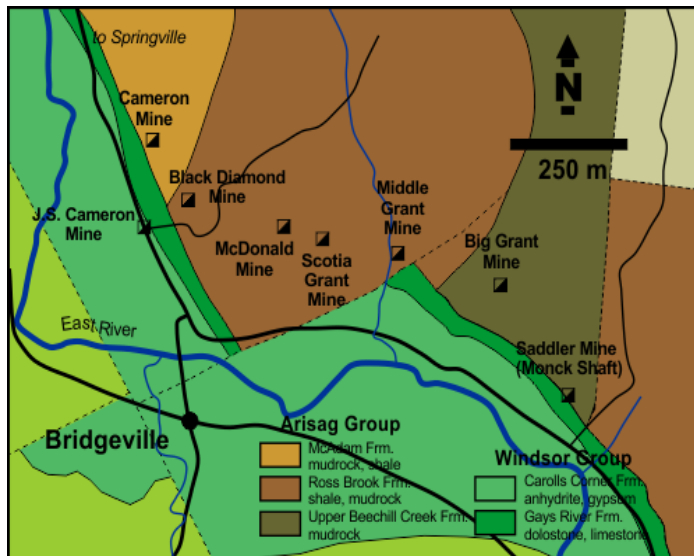 to Springville
Cameron
Mine
N
250 m
Black Diamond
Mine
Middle
Grant
Mine
J.S. Cameron
Mine
McDonald
Mine
Scotia
Grant
Mine
Big Grant
Mine
East River
Saddler Mine
(Monck Shaft)
Bridgeville
Arisag Group
McAdam Frm.
mudrock, shale
Ross Brook Frm.
shale, mudrock
Upper Beechill Creek Frm.
mudrock
Windsor Group
Carolls Corner Frm.
anhydrite, gypsum
Gays River Frm.
dolostone, limestone